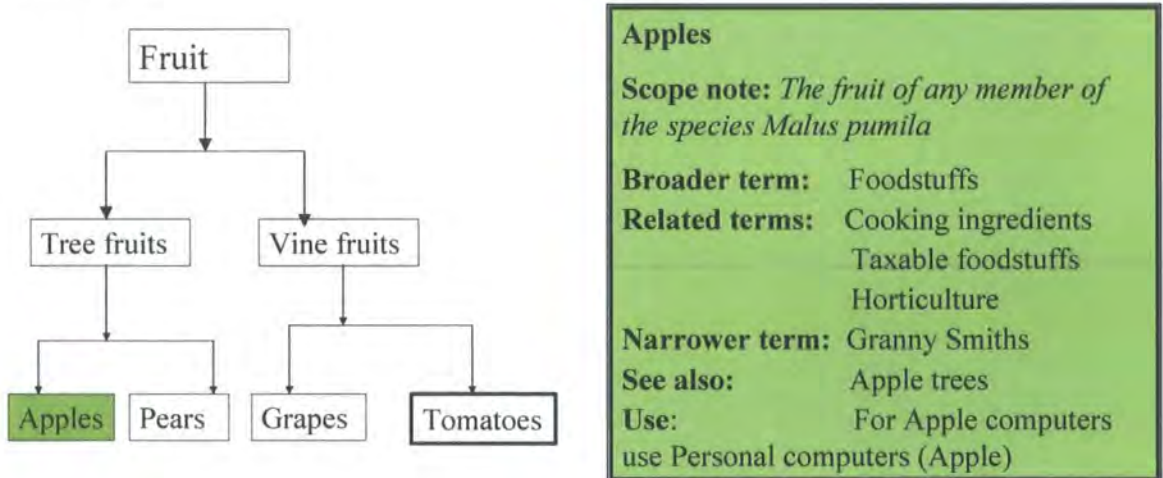 Fruit
Tree fruits
Vine fruits
Apples
Pears
Grapes
Tomatoes
Apples
Scope note: The fruit of any member of
the species Malus pumila
Broader term: Foodstuffs
Related terms: Cooking ingredients
Taxable foodstuffs
Horticulture
Narrower term: Granny Smiths
See also: Apple trees
Use: For Apple computers
use Personal computers (Apple)